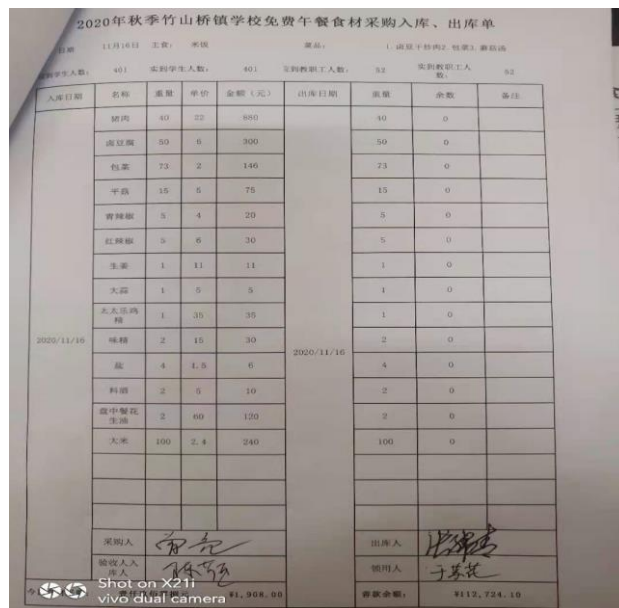 2020年秋季竹山桥镇学校免费午餐食材采购入库、出库单
日期 11月16日 主食: 米饭 菜品: 1.卤豆干炒肉2.包菜3.蘑菇汤
应到学生人数: 401 实到学生人数: 401 应到教职工人数: 52 实到教职工人数: 52
入库日期 名称 重量 单价 金额(元) 出库日期 重量 余数 备注
猪肉 40 22 880 40 0
卤豆腐 50 6 300 50 0
包菜 73 2 146 73 0
平菇 15 5 75 15 0
青辣椒 5 4 20 5 0
红辣椒 5 6 30 5 0
生姜 1 11 11 1 0
大蒜 1 5 5 1 0
太太乐鸡精 1 35 35 1 0
2020/11/16 味精 2 15 30 2020/11/16 2 0
盐 4 1.5 6 4 0
料酒 2 5 10 2 0
盘中餐花生油 2 60 120 2 0
大米 100 2.4 240 100 0
采购人 出库人
验收人入库人 领用人
¥1,908.00 余款金额: ¥112,724.10
Shot on X21i
vivo dual camera